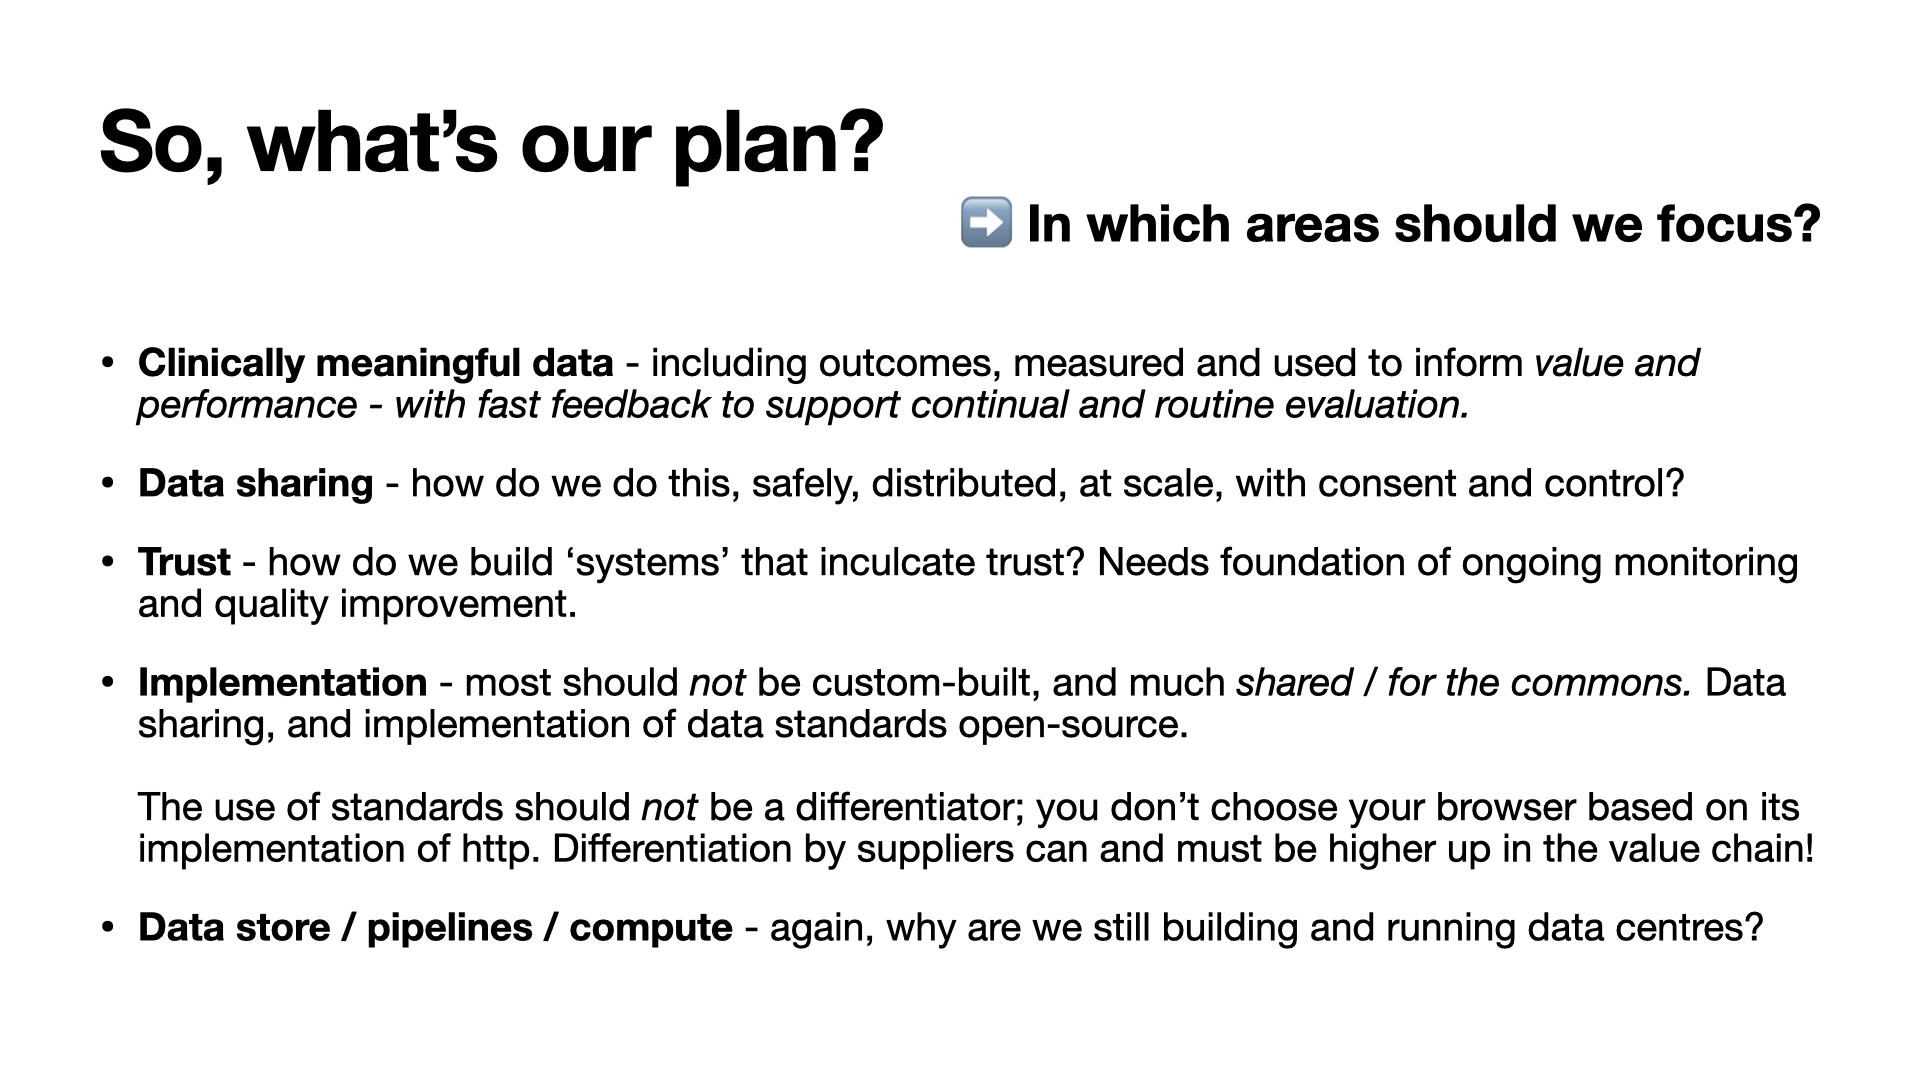 So, what’s our plan?
➡️ In which areas should we focus?
• Clinically meaningful data - including outcomes, measured and used to inform value and
performance - with fast feedback to support continual and routine evaluation.
• Data sharing - how do we do this, safely, distributed, at scale, with consent and control?
• Trust - how do we build ‘systems’ that inculcate trust? Needs foundation of ongoing monitoring
and quality improvement.
• Implementation - most should not be custom-built, and much shared / for the commons. Data
sharing, and implementation of data standards open-source.
The use of standards should not be a differentiator; you don’t choose your browser based on its
implementation of http. Differentiation by suppliers can and must be higher up in the value chain!
• Data store / pipelines / compute - again, why are we still building and running data centres?